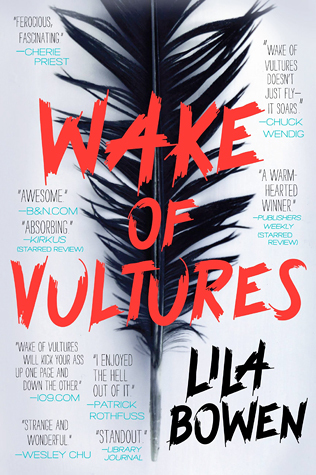 "FEROCIOUS,
FASCINATING."
—CHERIE
PRIEST
"WAKE OF
VULTURES
DOESN'T
JUST FLY—
IT SOARS."
—CHUCK
WENDIG
WAKE
OF
VULTURES
"AWESOME."
—B&N.COM
"ABSORBING."
—KIRKUS
(STARRED REVIEW)
"A WARM-
HEARTED
WINNER."
—PUBLISHERS
WEEKLY
(STARRED
REVIEW)
"WAKE OF VULTURES
WILL KICK YOUR ASS
UP ONE PAGE AND
DOWN THE OTHER."
—IO9.COM
"I ENJOYED
THE HELL
OUT OF IT."
—PATRICK
ROTHFUSS
"STRANGE AND
WONDERFUL."
—WESLEY CHU
"STANDOUT."
—LIBRARY
JOURNAL
LILA
BOWEN